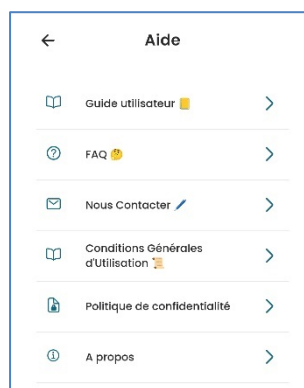 Aide
Guide utilisateur 📒
FAQ 🤔
Nous Contacter 🖊️
Conditions Générales
d'Utilisation 📜
Politique de confidentialité
A propos